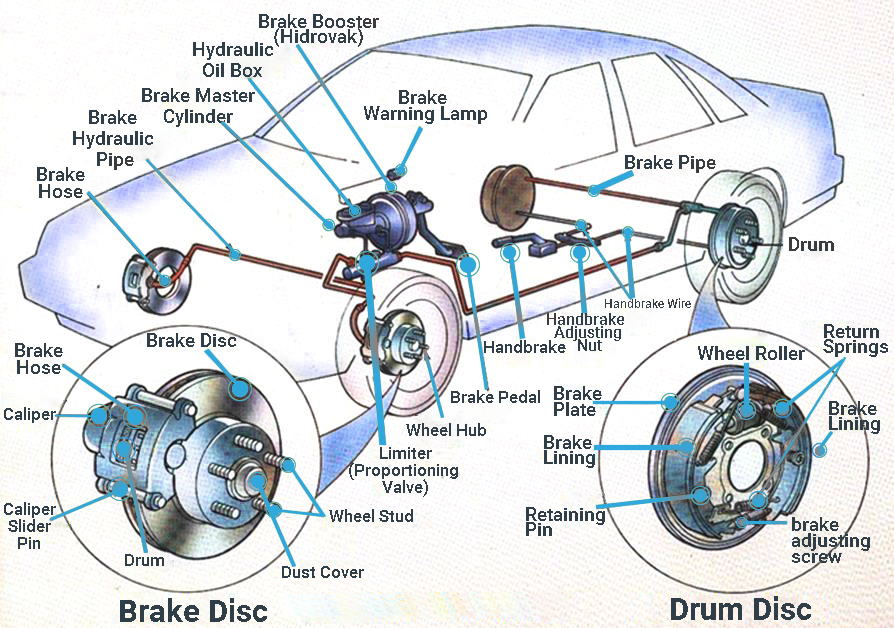 Brake Booster
(Hidrovak)
Hydraulic
Oil Box
Brake Master
Cylinder
Brake
Warning Lamp
Brake
Hydraulic
Pipe
Brake
Hose
Brake Pipe
Drum
Handbrake Wire
Handbrake
Adjusting
Nut
Handbrake
Brake Pedal
Wheel Hub
Limiter
(Proportioning
Valve)
Brake Disc
Brake
Hose
Caliper
Caliper
Slider
Pin
Drum
Dust Cover
Wheel Stud
Brake Disc
Return
Springs
Wheel Roller
Brake
Plate
Brake
Lining
Brake
Lining
Retaining
Pin
brake
adjusting
screw
Drum Disc